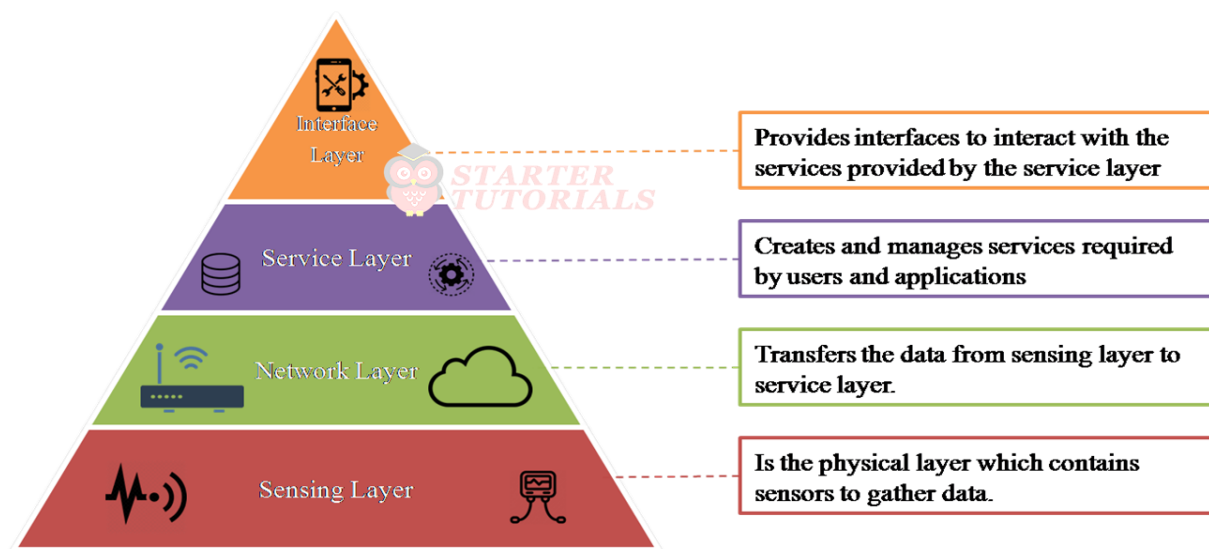 Interface
Layer
Provides interfaces to interact with the
services provided by the service layer
STARTER
TUTORIALS
Service Layer
Creates and manages services required
by users and applications
Network Layer
Transfers the data from sensing layer to
service layer.
Sensing Layer
Is the physical layer which contains
sensors to gather data.